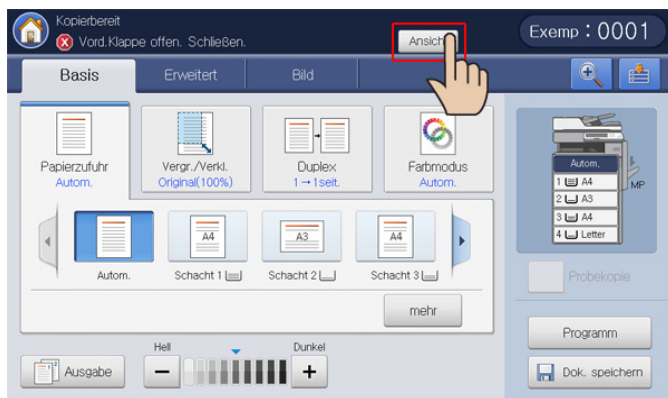 Kopierbereit
Vord.Klappe offen. Schließen.
Ansich
Exemp : 0001
Basis
Erweitert
Bild
Papierzufuhr
Autom.
Vergr./Verkl.
Original(100%)
Duplex
1→1seit.
Farbmodus
Autom.
A4
A3
A4
Autom.
Schacht 1
Schacht 2
Schacht 3
mehr
Autom.
1 A4
2 A3
3 A4
4 Letter
MP
Probekopie
Ausgabe
Hell
Dunkel
Programm
Dok. speichern